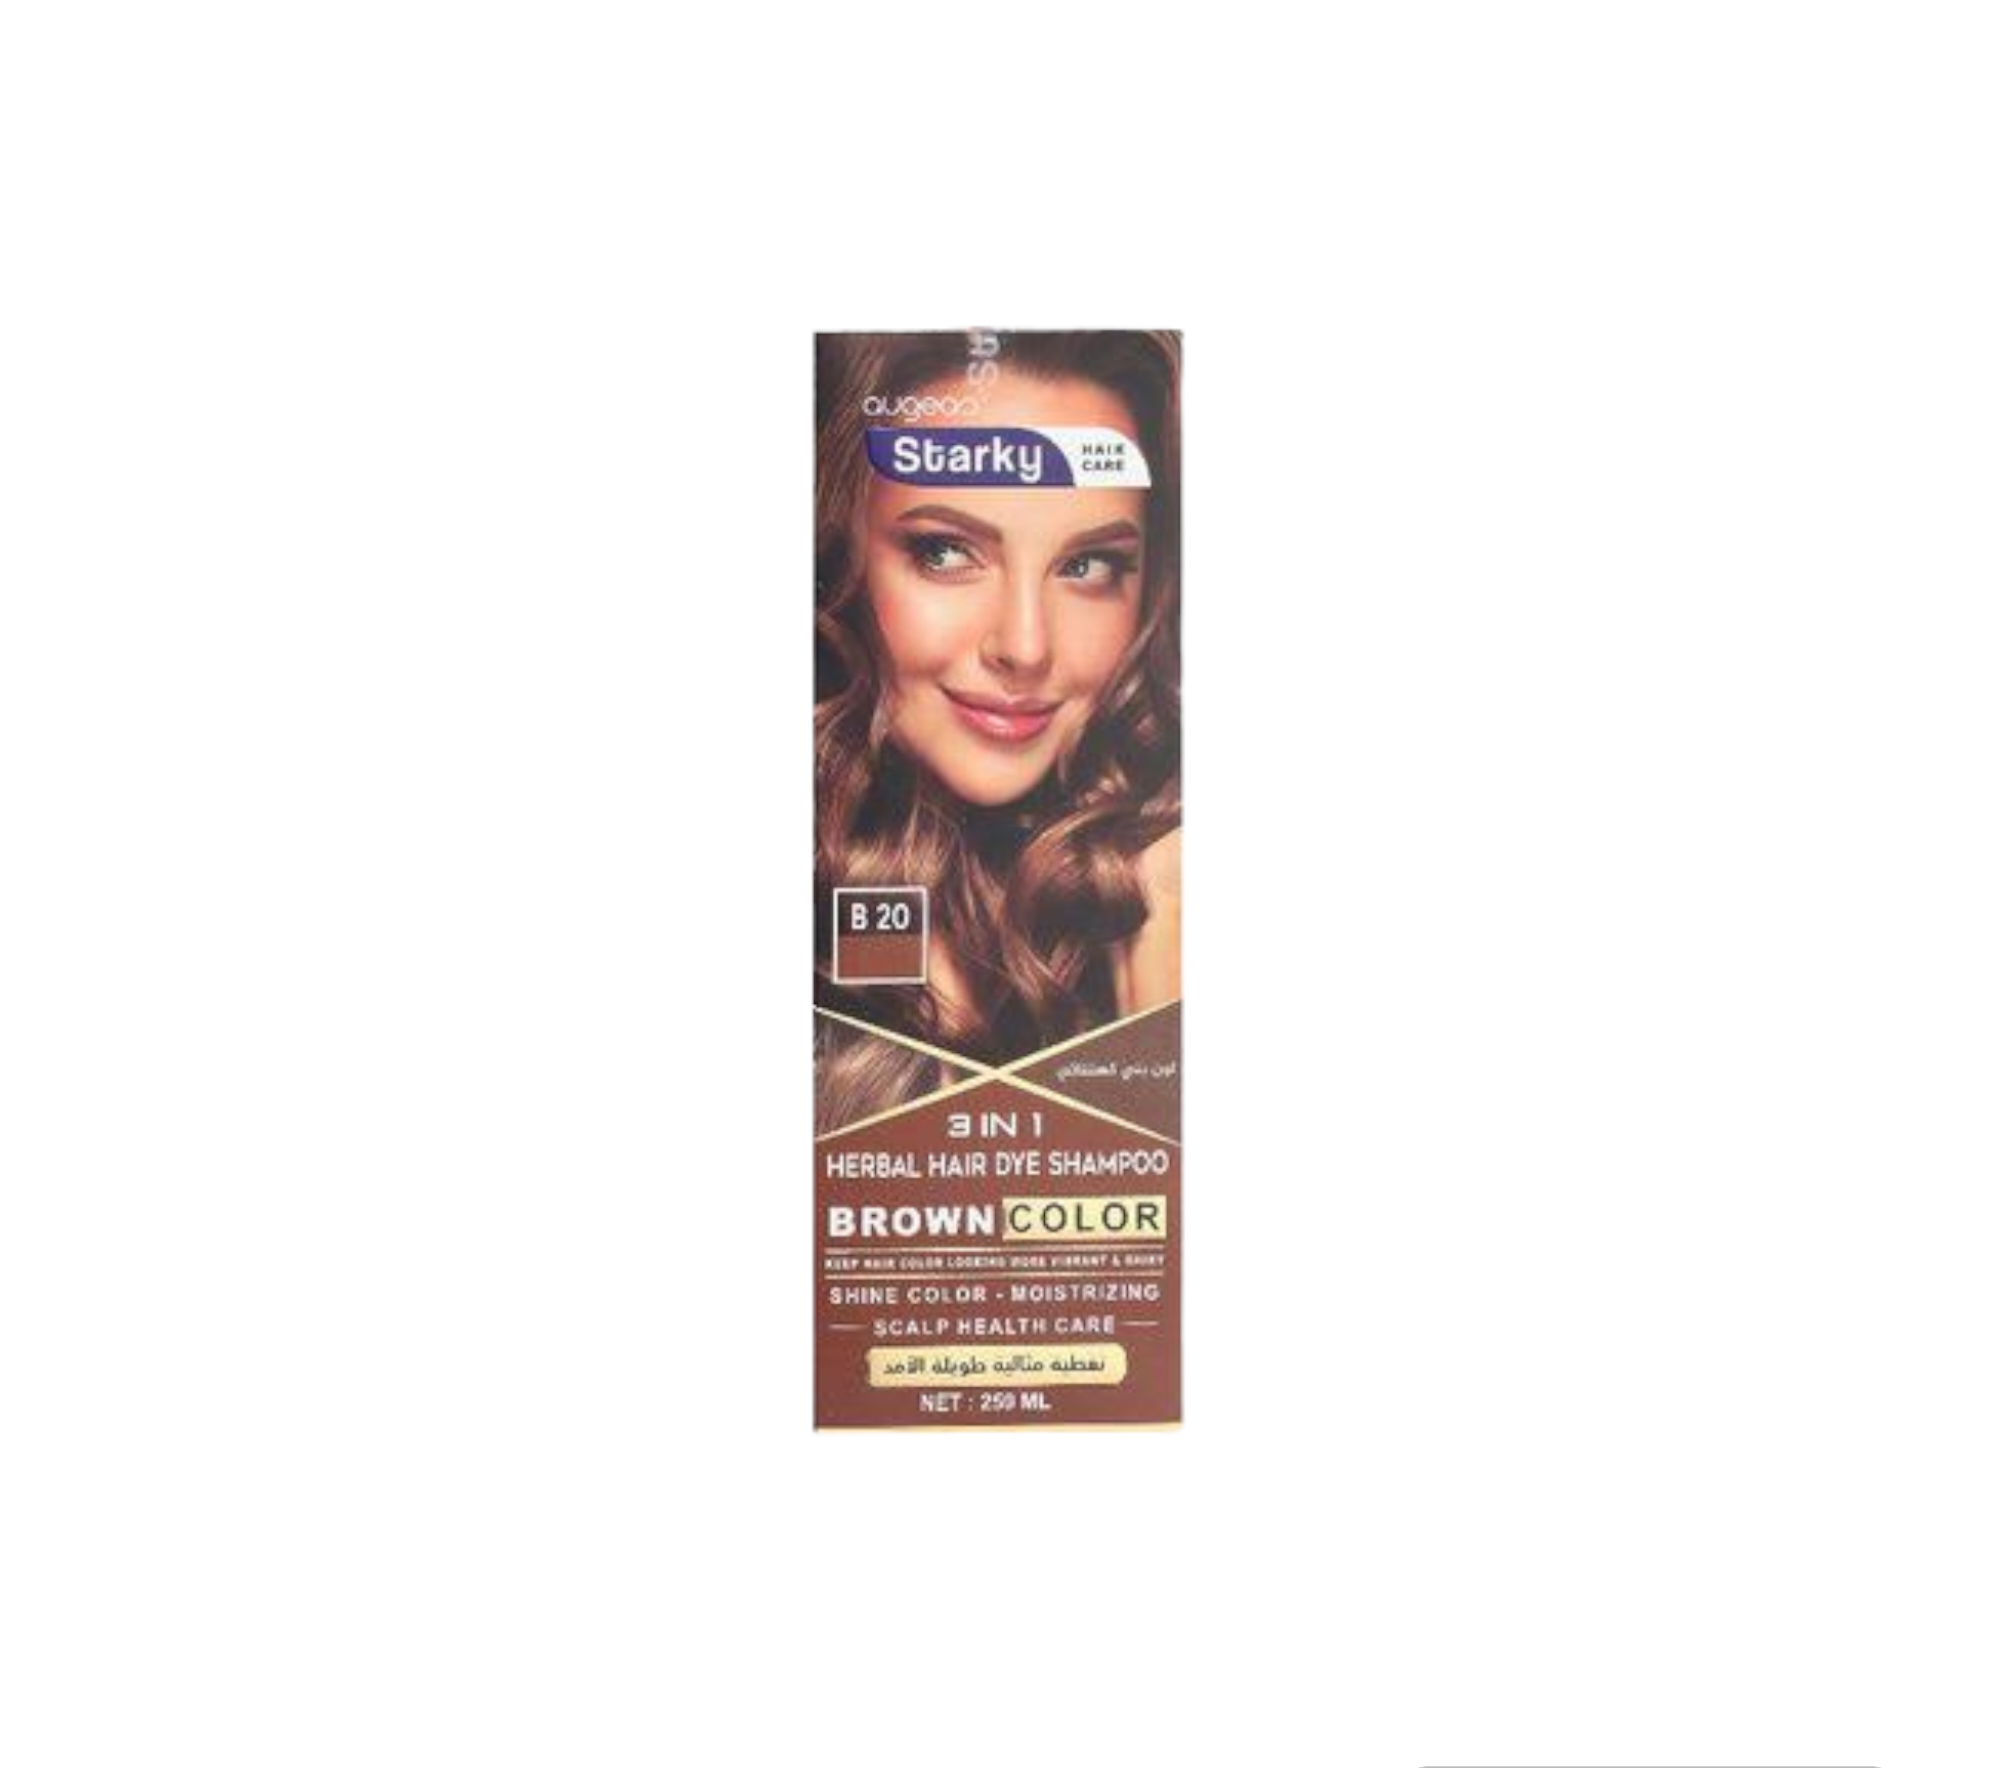 augeas
Starky
HAIR
CARE
B 20
لون بني كستنائي
3 IN 1
HERBAL HAIR DYE SHAMPOO
BROWN COLOR
KEEP HAIR COLOR LOOKING MORE VIBRANT & SHINY
SHINE COLOR - MOISTRIZING
SCALP HEALTH CARE
تغطية مثالية طويلة الأمد
NET : 250 ML